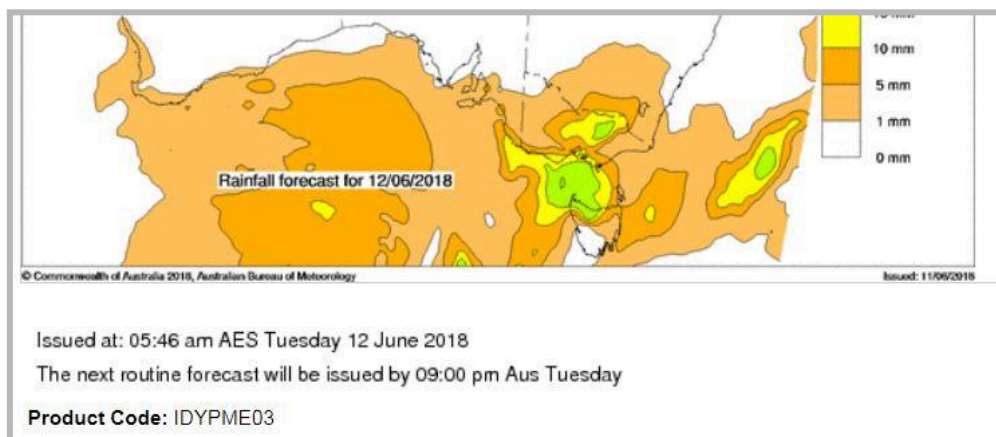 10 mm
5 mm
1 mm
0 mm
Rainfall forecast for 12/06/2018
© Commonwealth of Australia 2018, Australian Bureau of Meteorology
Issued: 11/06/2018
Issued at: 05:46 am AES Tuesday 12 June 2018
The next routine forecast will be issued by 09:00 pm Aus Tuesday
Product Code: IDYPME03